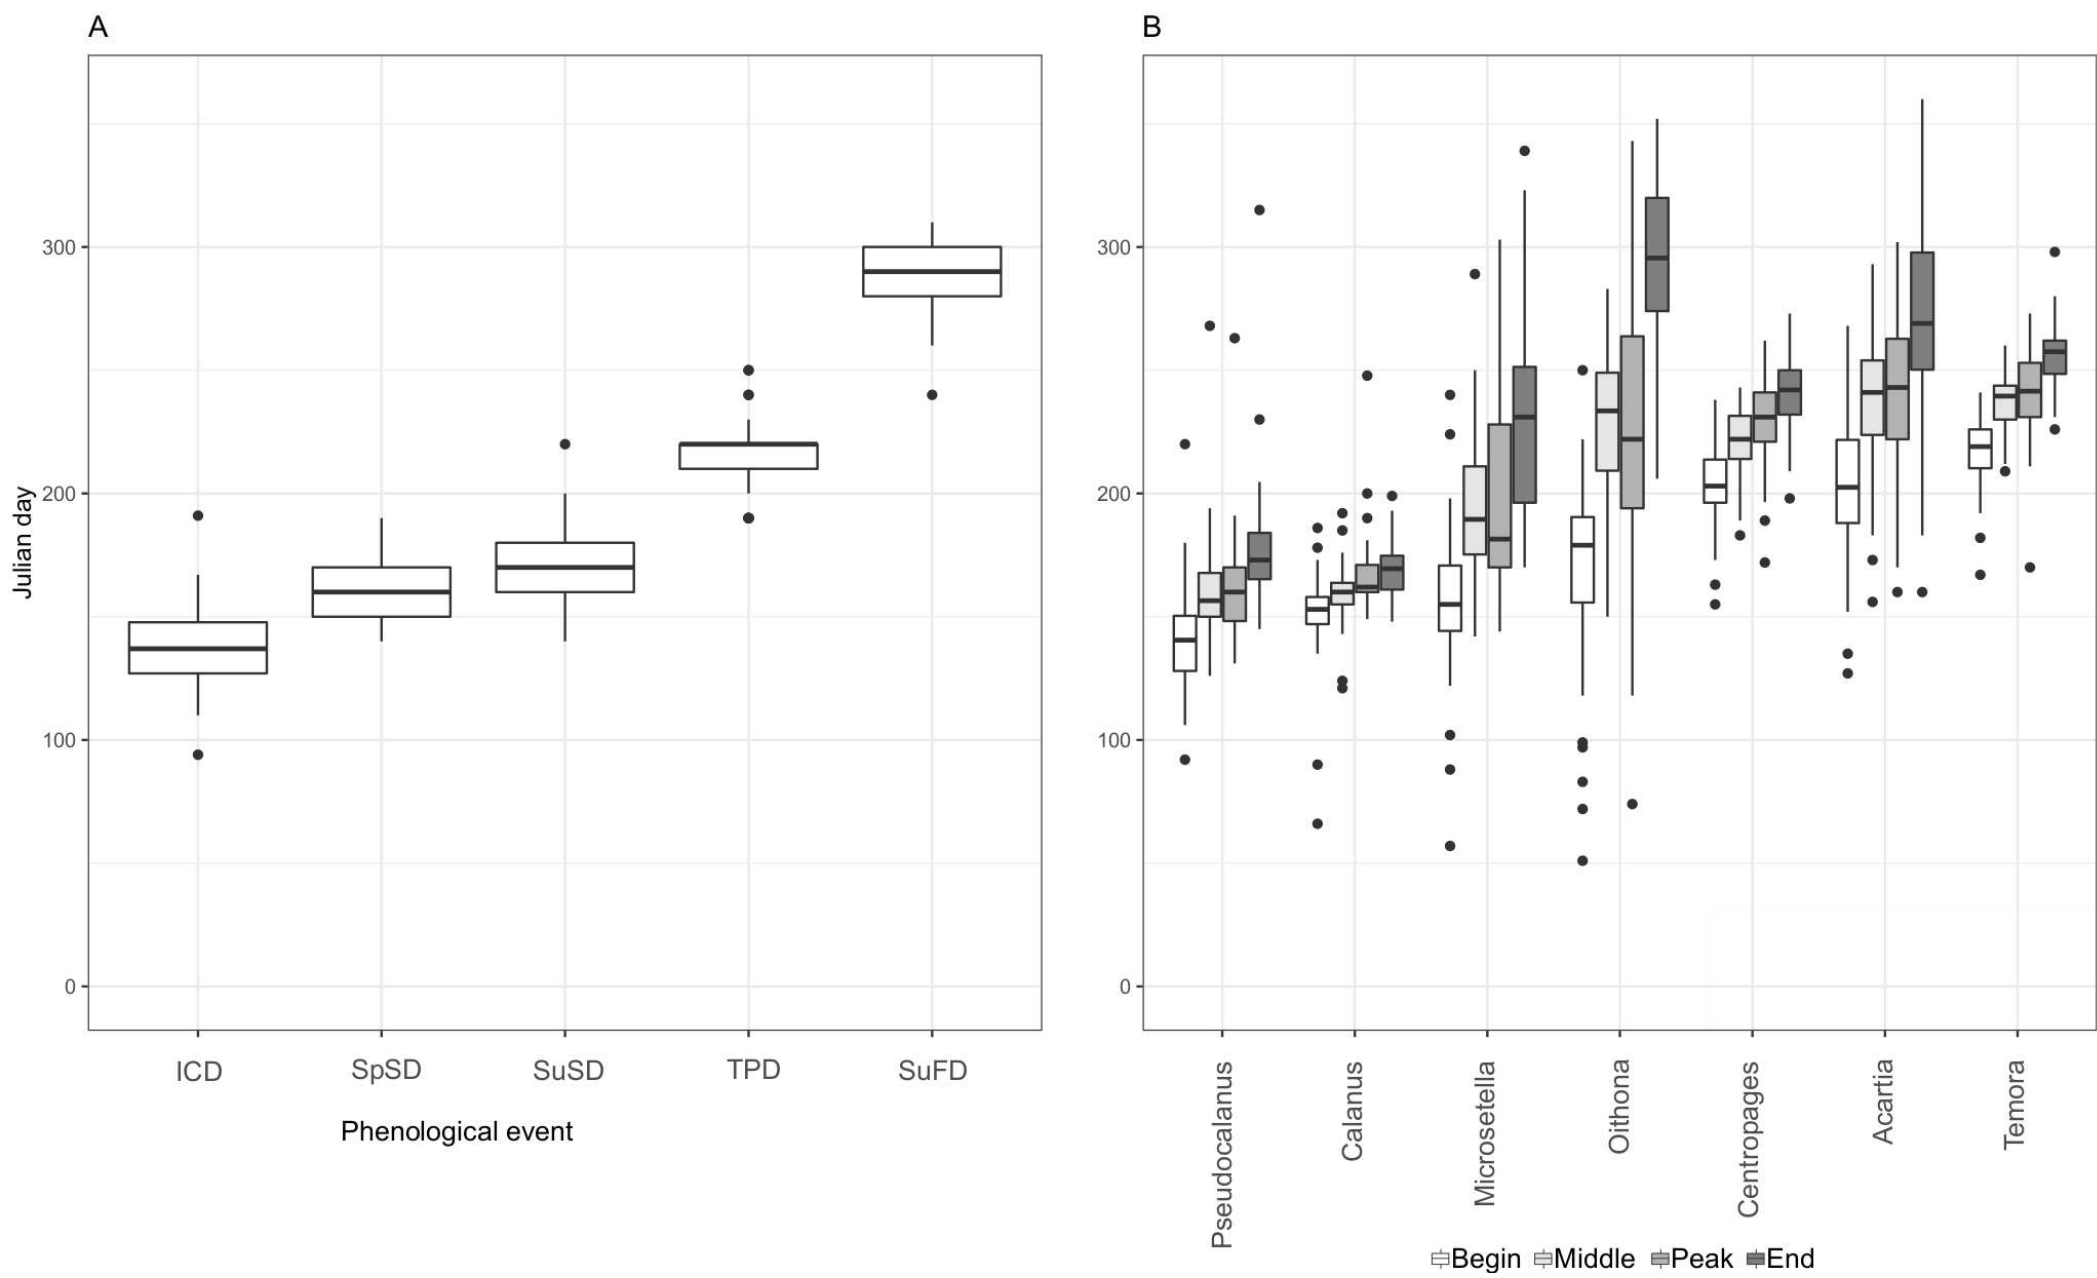 A
B
Julian day
300
200
100
0
ICD SpSD SuSD TPD SuFD
Phenological event
300
200
100
0
Pseudocalanus
Calanus
Microsetella
Oithona
Centropages
Acartia
Temora
Begin Middle Peak End